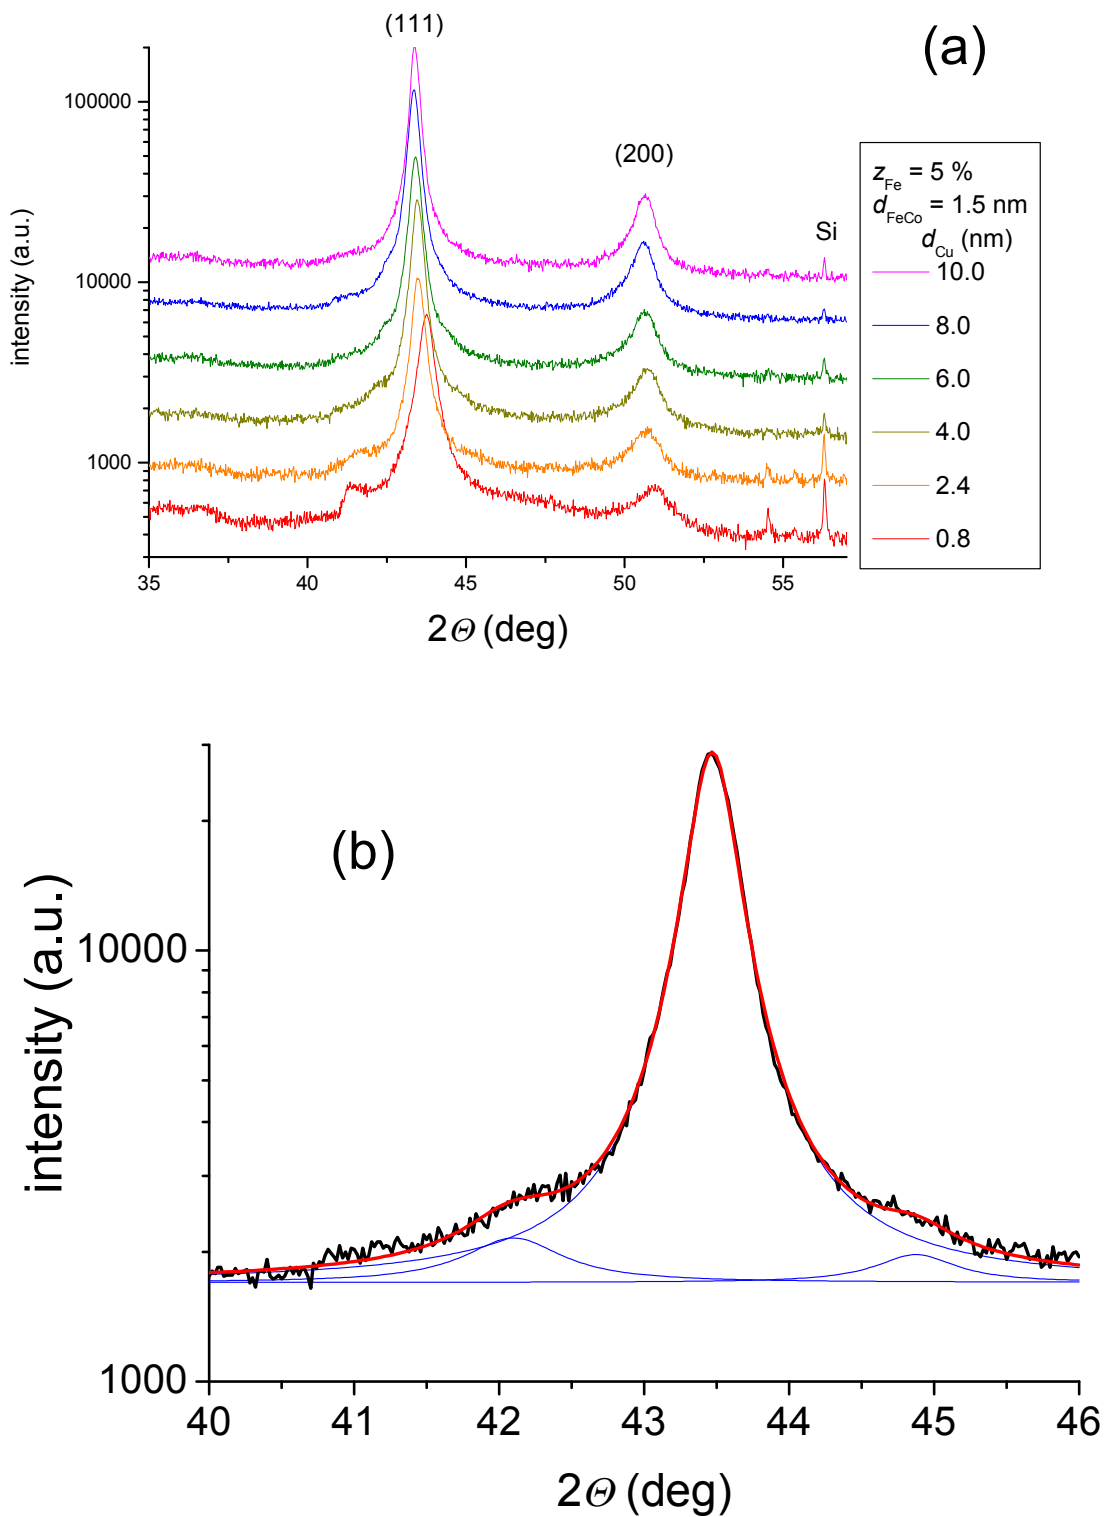 (111)
(a)
100000
(200)
z_Fe = 5 %
d_FeCo = 1.5 nm
Si
d_Cu (nm)
10.0
10000
intensity (a.u.)
8.0
6.0
4.0
1000
2.4
0.8
35 40 45 50 55
2Θ (deg)
(b)
10000
intensity (a.u.)
1000
40 41 42 43 44 45 46
2Θ (deg)